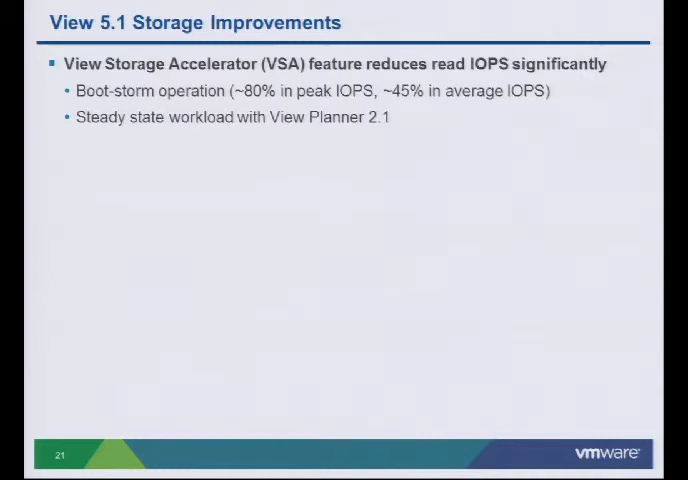 View 5.1 Storage Improvements
View Storage Accelerator (VSA) feature reduces read IOPS significantly
Boot-storm operation (~80% in peak IOPS, ~45% in average IOPS)
Steady state workload with View Planner 2.1
21
vmware